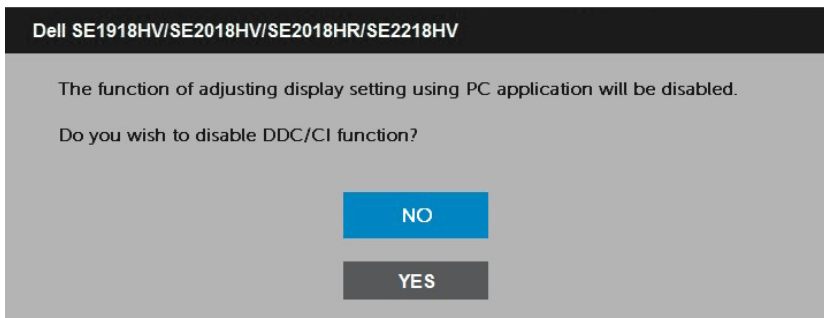 Dell SE1918HV/SE2018HV/SE2018HR/SE2218HV
The function of adjusting display setting using PC application will be disabled.
Do you wish to disable DDC/CI function?
NO
YES